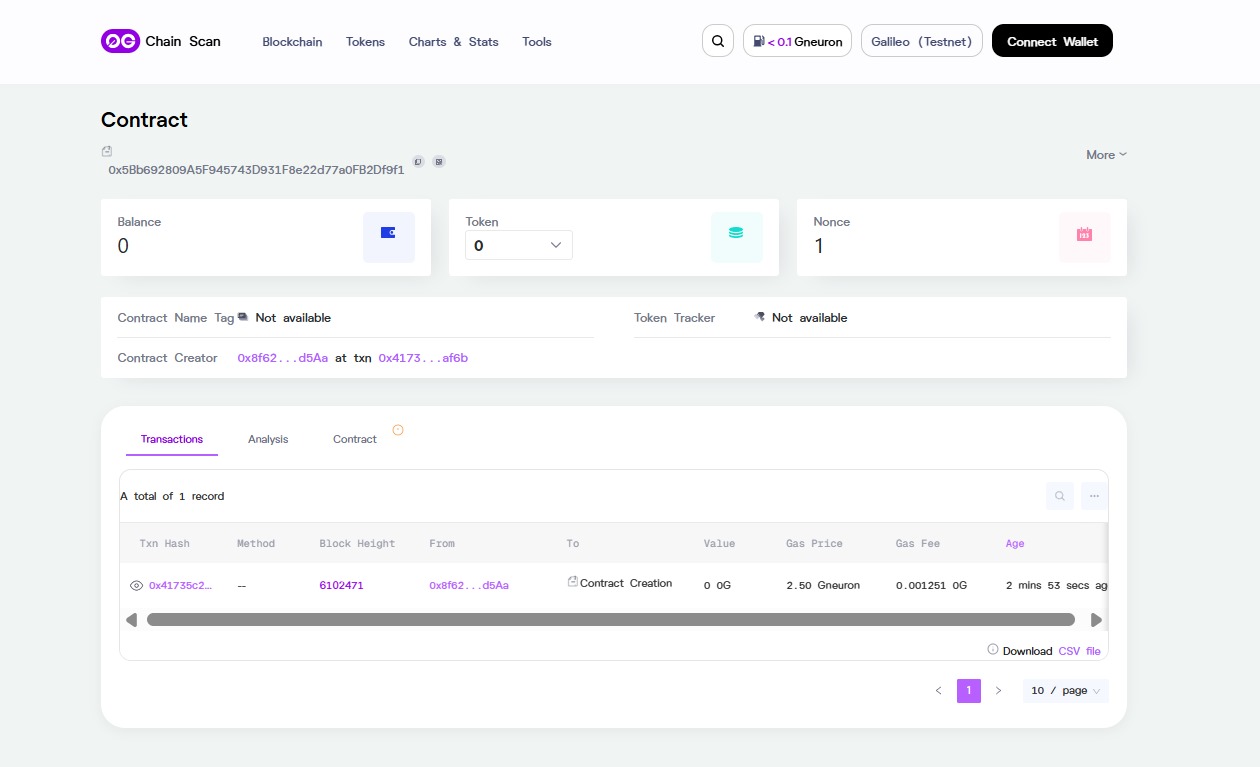 0G Chain Scan Blockchain Tokens Charts & Stats Tools < 0.1 Gneuron Galileo (Testnet) Connect Wallet
Contract
0x5Bb692809A5F945743D931F8e22d77a0FB2Df9f1
More
Balance
0
Token
0
Nonce
1
Contract Name Tag Not available
Token Tracker Not available
Contract Creator 0x8f62...d5Aa at txn 0x4173...af6b
Transactions Analysis Contract
A total of 1 record
Txn Hash Method Block Height From To Value Gas Price Gas Fee Age
0x41735c2... -- 6102471 0x8f62...d5Aa Contract Creation 0 0G 2.50 Gneuron 0.001251 0G 2 mins 53 secs ag
Download CSV file
< 1 > 10 / page